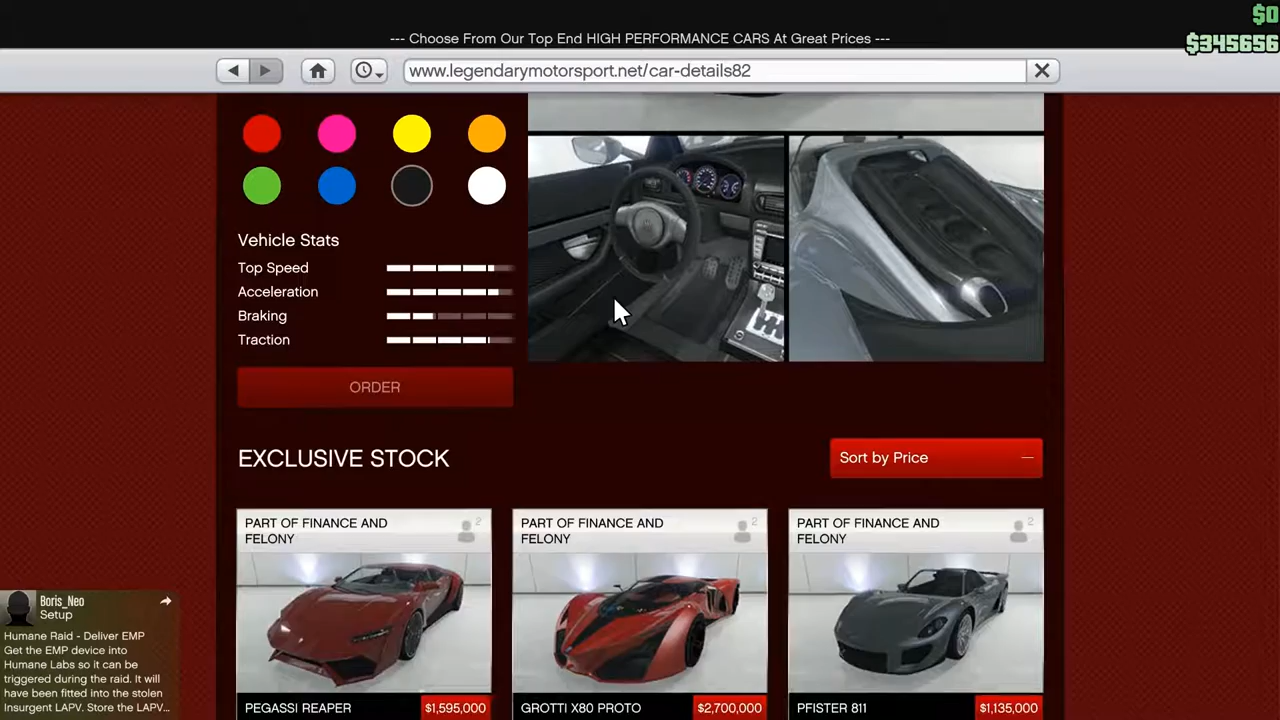 $0
--- Choose From Our Top End HIGH PERFORMANCE CARS At Great Prices ---
$345656
www.legendarymotorsport.net/car-details82
Vehicle Stats
Top Speed
Acceleration
Braking
Traction
ORDER
EXCLUSIVE STOCK
Sort by Price
PART OF FINANCE AND
FELONY
2
PART OF FINANCE AND
FELONY
2
PART OF FINANCE AND
FELONY
2
PEGASSI REAPER
$1,595,000
GROTTI X80 PROTO
$2,700,000
PFISTER 811
$1,135,000
Boris_Neo
Setup
Humane Raid - Deliver EMP
Get the EMP device into
Humane Labs so it can be
triggered during the raid. It will
have been fitted into the stolen
Insurgent LAPV. Store the LAPV...